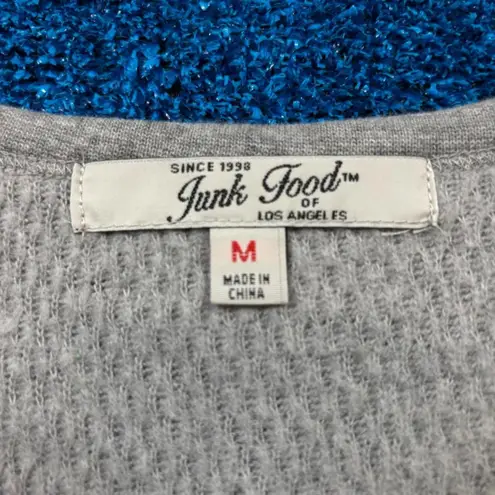 SINCE 1998
Junk Food™
OF
LOS ANGELES
M
MADE IN
CHINA